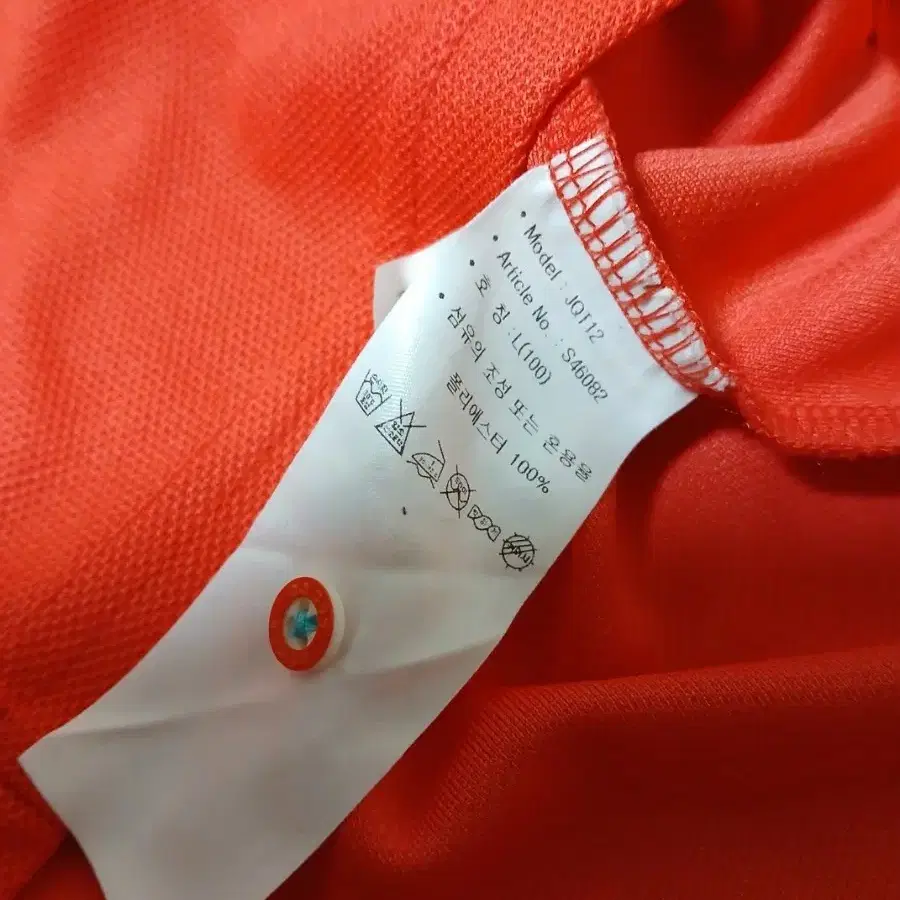 • Model : JQT12
• Article No. : S46082
• 호 칭 : L(100)
• 섬유의 조성 또는 혼용율
폴리에스터 100%